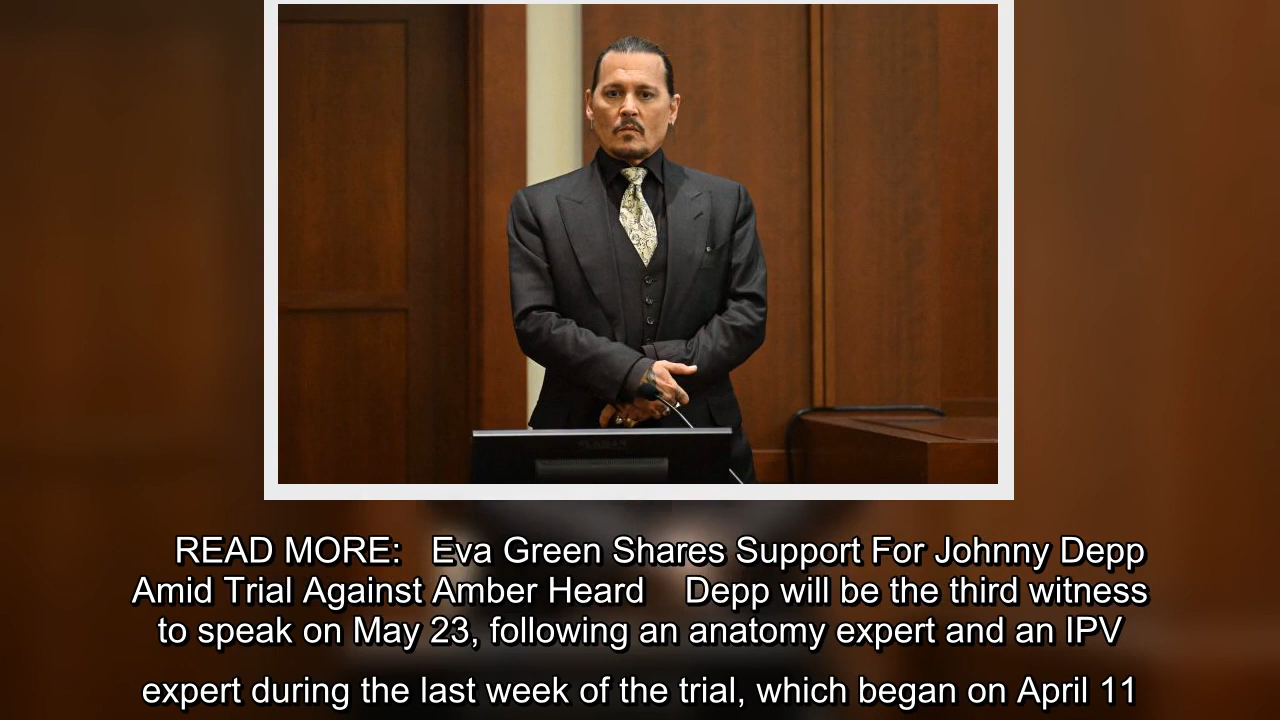 READ MORE: Eva Green Shares Support For Johnny Depp
Amid Trial Against Amber Heard Depp will be the third witness
to speak on May 23, following an anatomy expert and an IPV
expert during the last week of the trial, which began on April 11